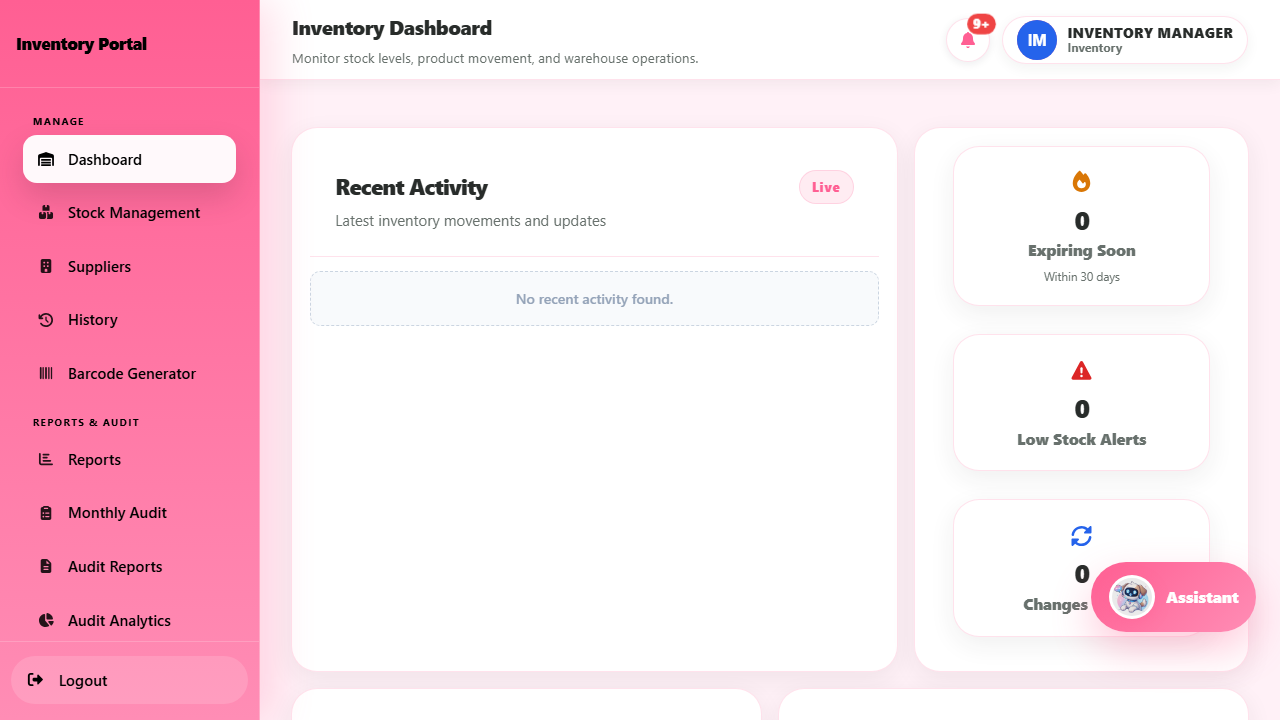 Inventory Portal
MANAGE
Dashboard
Stock Management
Suppliers
History
Barcode Generator
REPORTS & AUDIT
Reports
Monthly Audit
Audit Reports
Audit Analytics
Logout
Inventory Dashboard
Monitor stock levels, product movement, and warehouse operations.
9+
IM
INVENTORY MANAGER
Inventory
Recent Activity
Live
Latest inventory movements and updates
No recent activity found.
0
Expiring Soon
Within 30 days
0
Low Stock Alerts
0
Changes
Assistant